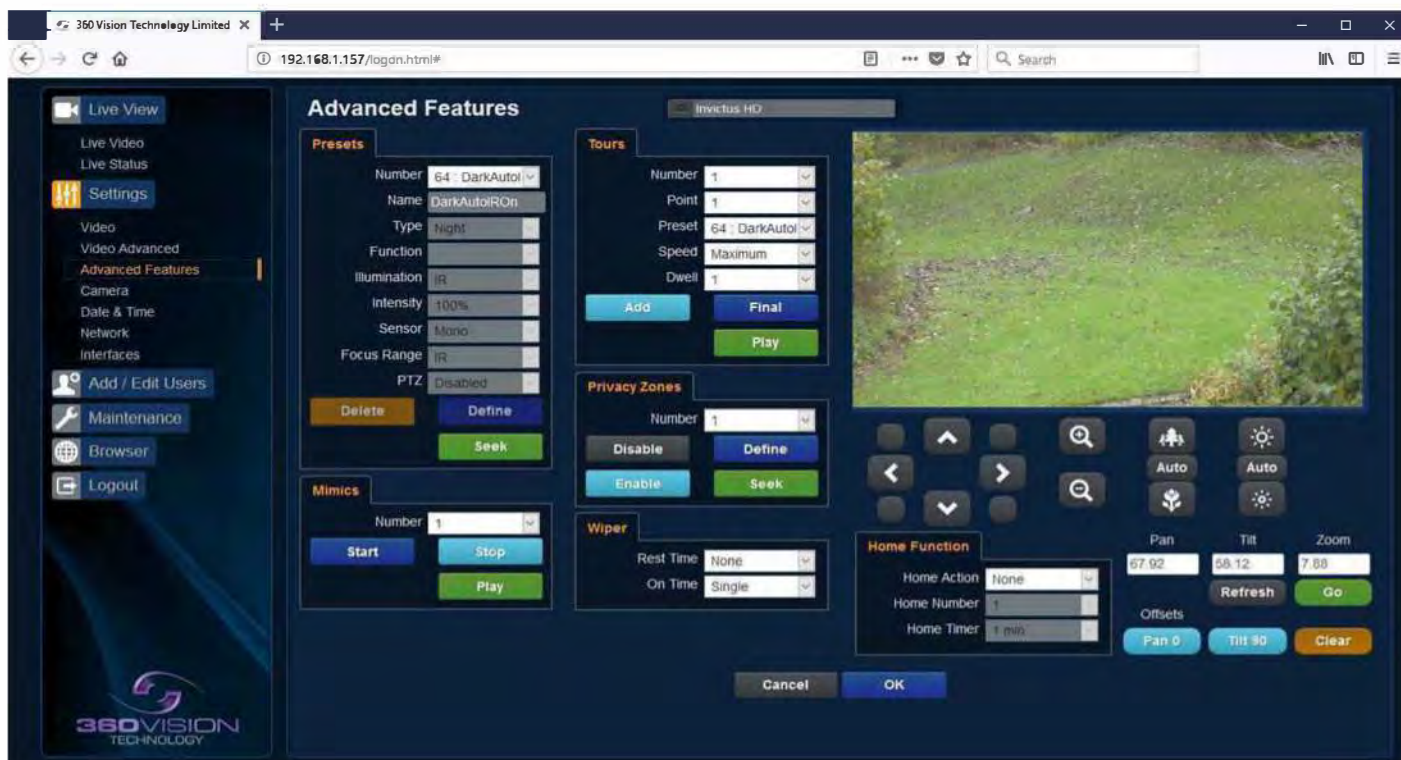 360 Vision Technology Limited
192.168.1.157/logon.html#
Search
Live View
Live Video
Live Status
Settings
Video
Video Advanced
Advanced Features
Camera
Date & Time
Network
Interfaces
Add / Edit Users
Maintenance
Browser
Logout
360VISION
TECHNOLOGY
Advanced Features
Invictus HD
Presets
Number 64 : DarkAutoI
Name DarkAutoIROn
Type Night
Function
Illumination IR
Intensity 100%
Sensor Mono
Focus Range IR
PTZ Disabled
Delete Define
Seek
Mimics
Number 1
Start Stop
Play
Tours
Number 1
Point 1
Preset 64 : DarkAutoI
Speed Maximum
Dwell 1
Add Final
Play
Privacy Zones
Number 1
Disable Define
Enable Seek
Wiper
Rest Time None
On Time Single
Auto Auto
Home Function
Home Action None
Home Number 1
Home Timer 1 min
Pan Tilt Zoom
67.92 58.12 7.88
Refresh Go
Offsets
Pan 0 Tilt 90 Clear
Cancel OK